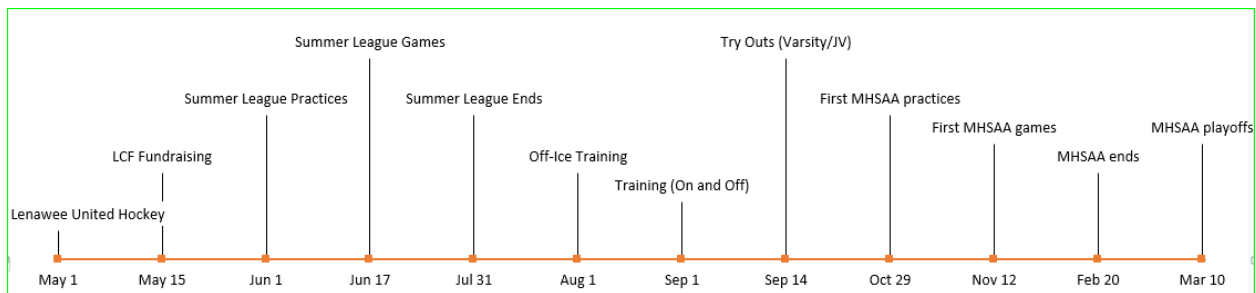 Summer League Games
Try Outs (Varsity/JV)
Summer League Practices
Summer League Ends
First MHSAA practices
First MHSAA games
MHSAA playoffs
LCF Fundraising
Off-Ice Training
MHSAA ends
Training (On and Off)
Lenawee United Hockey
May 1
May 15
Jun 1
Jun 17
Jul 31
Aug 1
Sep 1
Sep 14
Oct 29
Nov 12
Feb 20
Mar 10